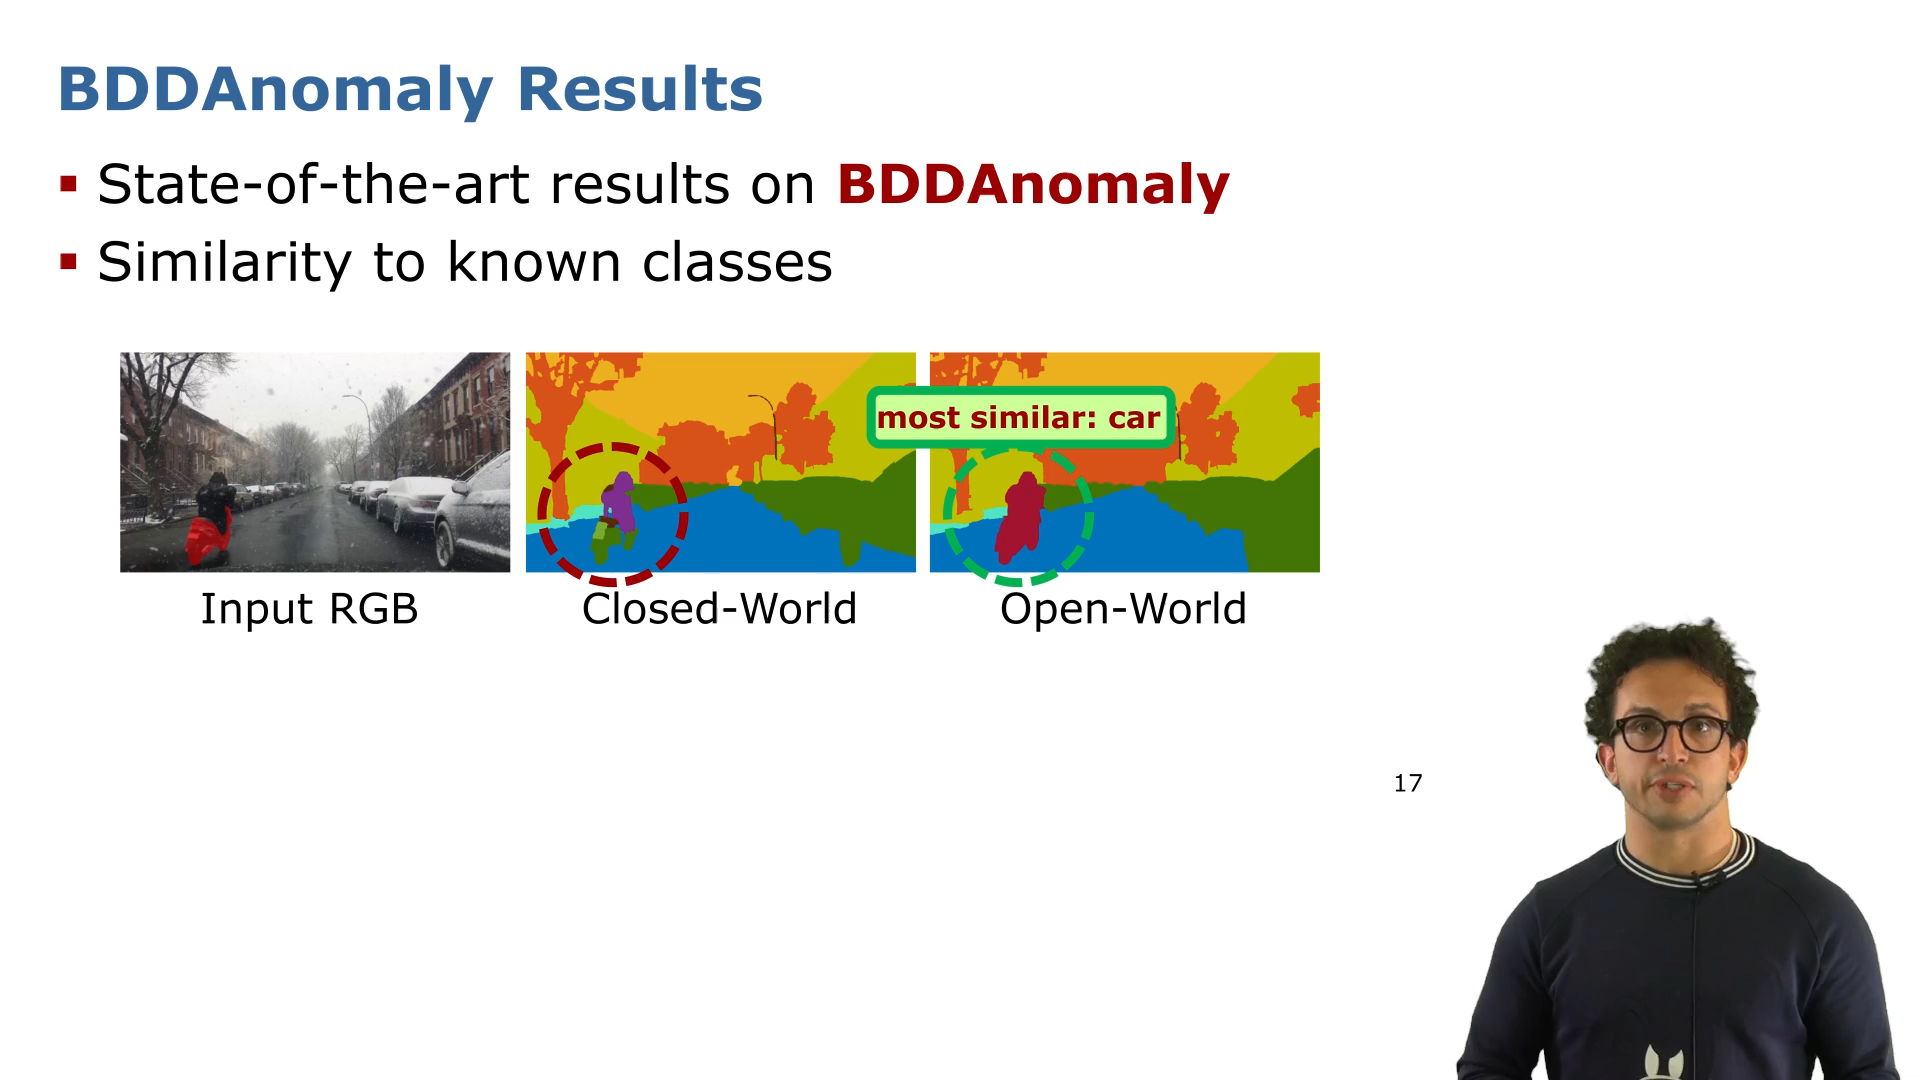 BDDAnomaly Results
State-of-the-art results on BDDAnomaly
Similarity to known classes
most similar: car
Input RGB
Closed-World
Open-World
17